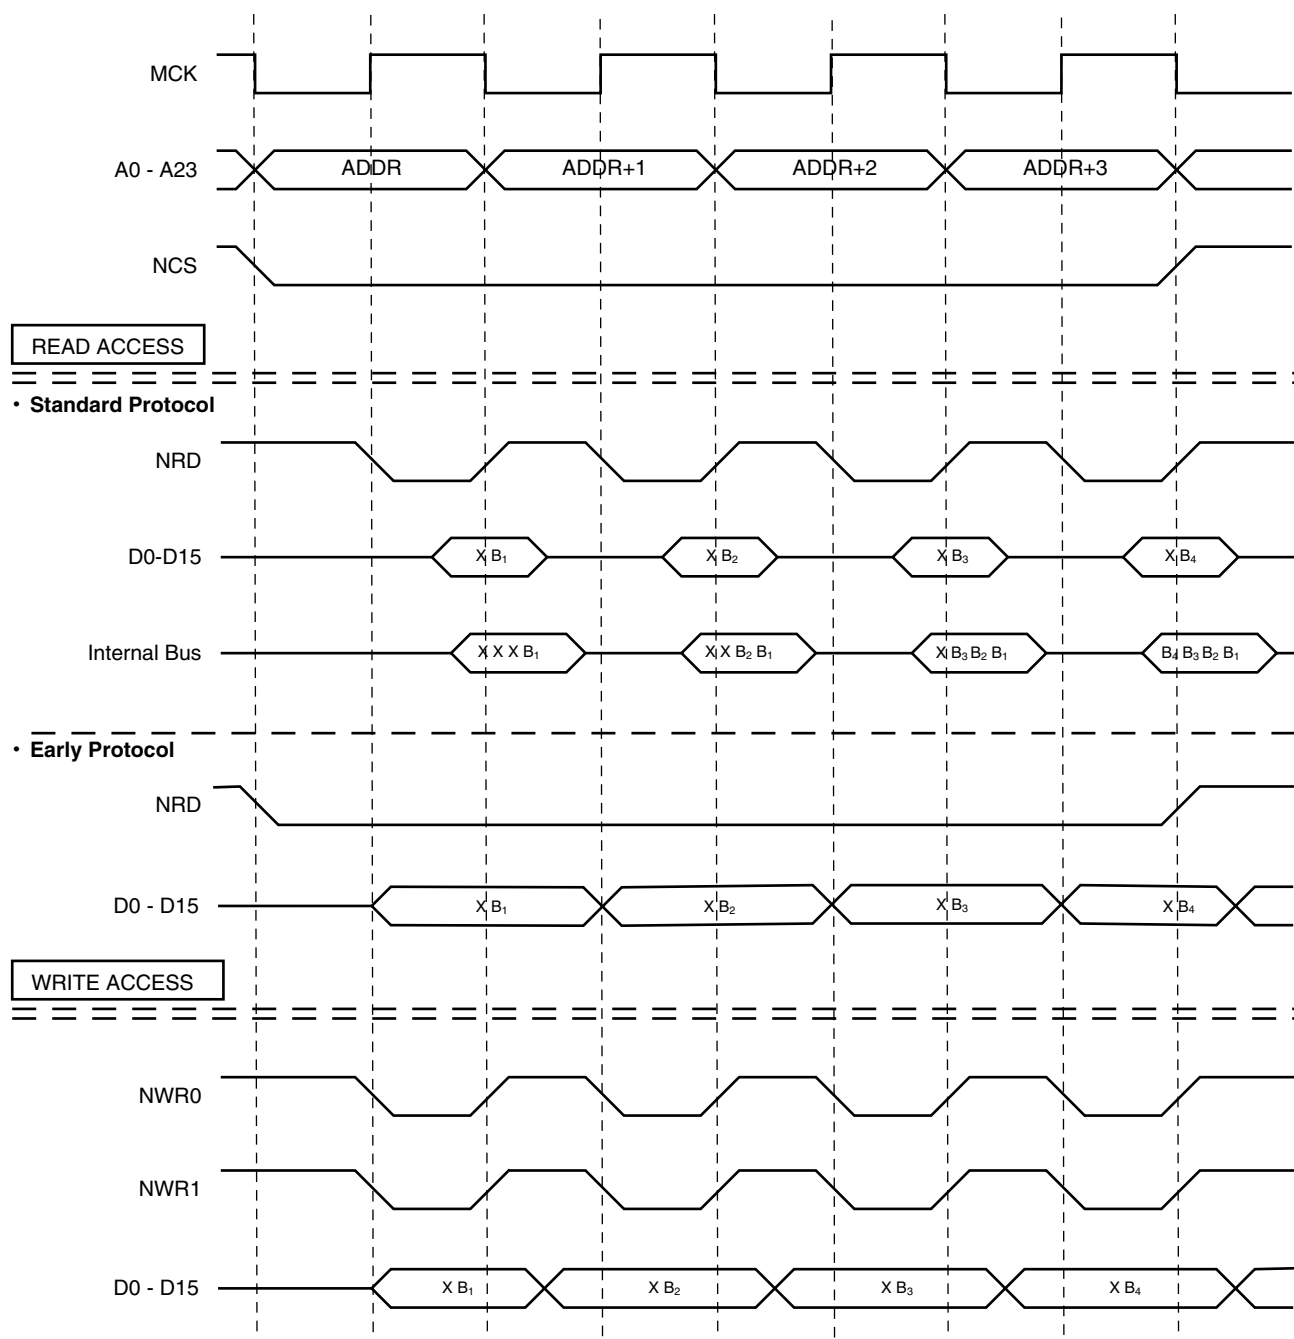 MCK
A0 - A23 ADDR ADDR+1 ADDR+2 ADDR+3
NCS
READ ACCESS
• Standard Protocol
NRD
D0-D15 X B₁ X B₂ X B₃ X B₄
Internal Bus X X X B₁ X X B₂ B₁ X B₃ B₂ B₁ B₄ B₃ B₂ B₁
• Early Protocol
NRD
D0 - D15 X B₁ X B₂ X B₃ X B₄
WRITE ACCESS
NWR0
NWR1
D0 - D15 X B₁ X B₂ X B₃ X B₄